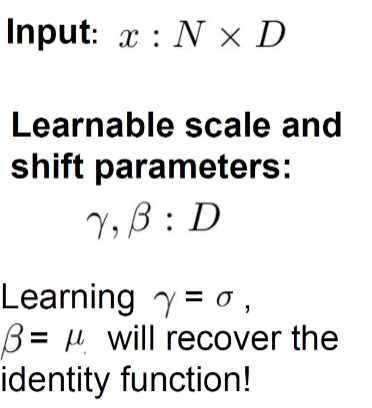 Input: x : N × D
Learnable scale and
shift parameters:
γ, β : D
Learning γ = σ ,
β = μ will recover the
identity function!